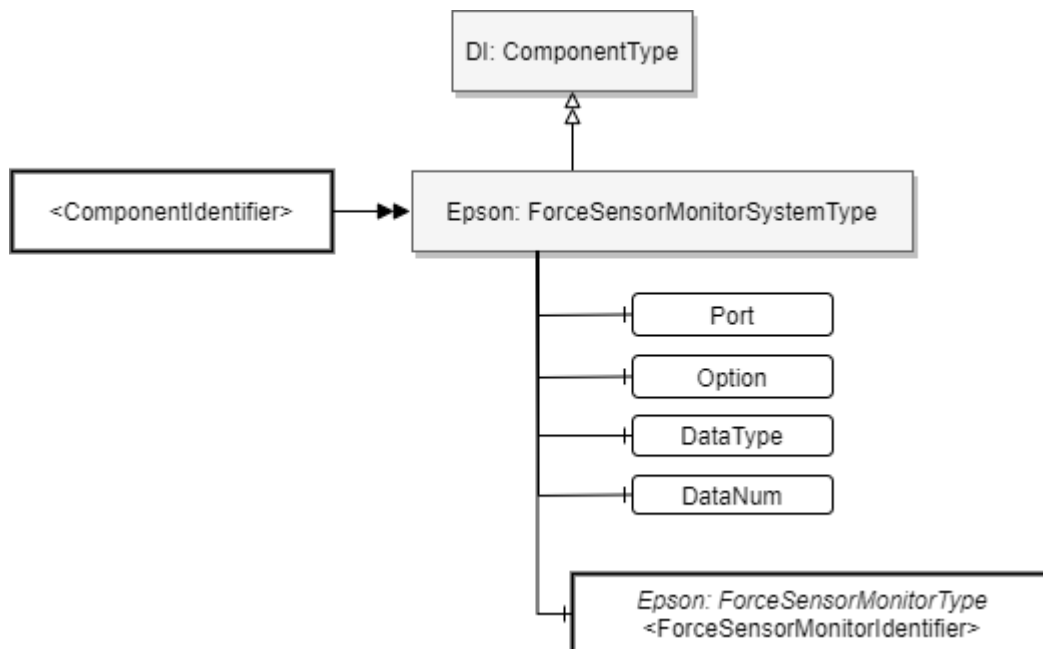 DI: ComponentType
<ComponentIdentifier>
Epson: ForceSensorMonitorSystemType
Port
Option
DataType
DataNum
Epson: ForceSensorMonitorType
<ForceSensorMonitorIdentifier>